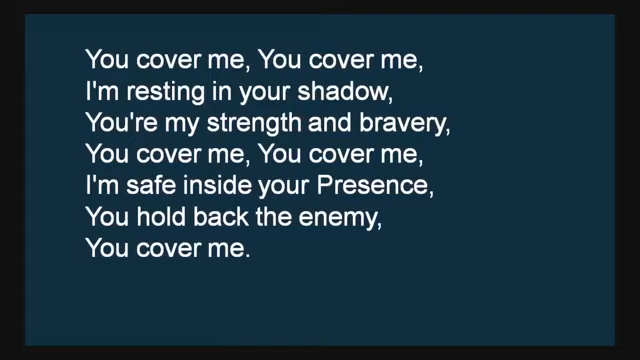 You cover me, You cover me,
I'm resting in your shadow,
You're my strength and bravery,
You cover me, You cover me,
I'm safe inside your Presence,
You hold back the enemy,
You cover me.